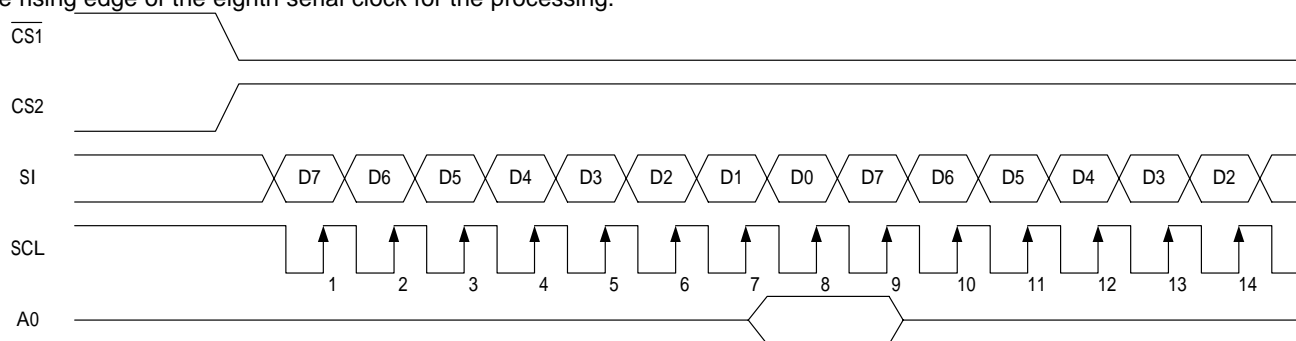 rising edge of the eighth serial clock for the processing.
CS1
CS2
SI D7 D6 D5 D4 D3 D2 D1 D0 D7 D6 D5 D4 D3 D2
SCL
1 2 3 4 5 6 7 8 9 10 11 12 13 14
A0